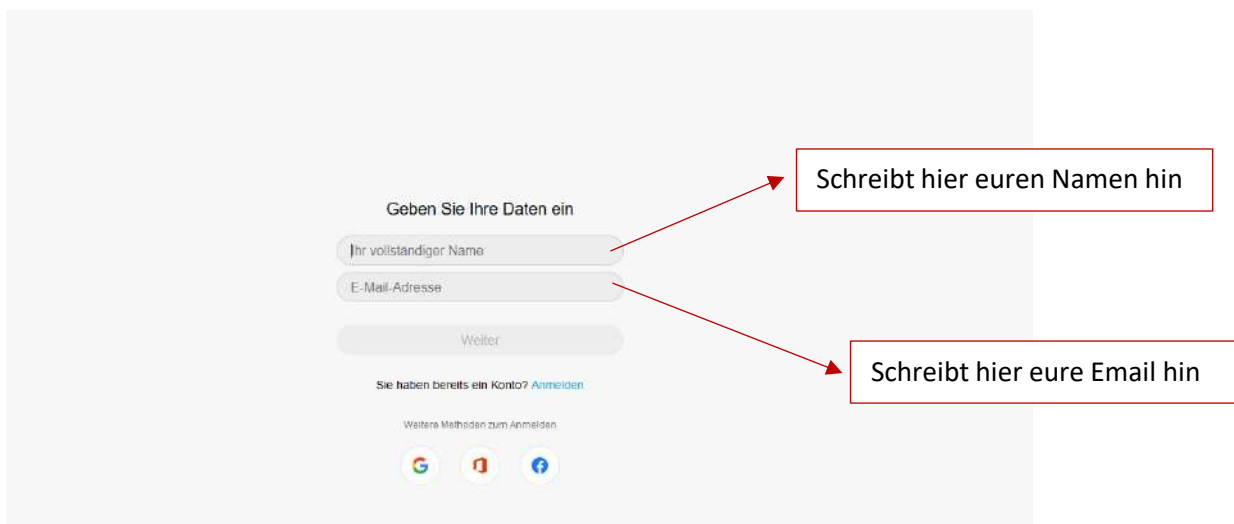 Schreibt hier euren Namen hin
Geben Sie Ihre Daten ein
Ihr vollständiger Name
E-Mail-Adresse
Weiter
Schreibt hier eure Email hin
Sie haben bereits ein Konto? Anmelden
Weitere Methoden zum Anmelden